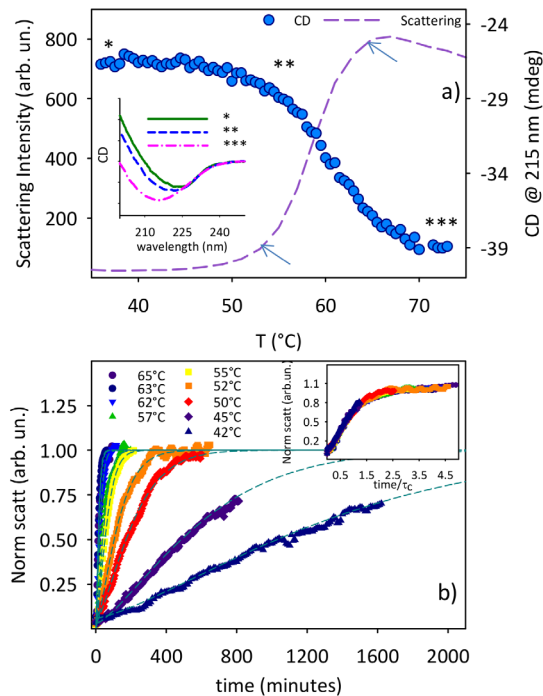 CD
Scattering
800
600
400
200
Scattering Intensity (arb. un.)
-24
-29
-34
-39
CD @ 215 nm (mdeg)
*
**
***
a)
CD
*
**
***
210
225
240
wavelength (nm)
40
50
60
70
T (°C)
65°C
63°C
62°C
57°C
55°C
52°C
50°C
45°C
42°C
1.25
1.00
0.75
0.50
0.25
Norm scatt (arb. un.)
Norm scatt (arb.un.)
1.1
0.8
0.5
0.2
0.5
1.5
2.5
3.5
4.5
time/τC
b)
0
400
800
1200
1600
2000
time (minutes)